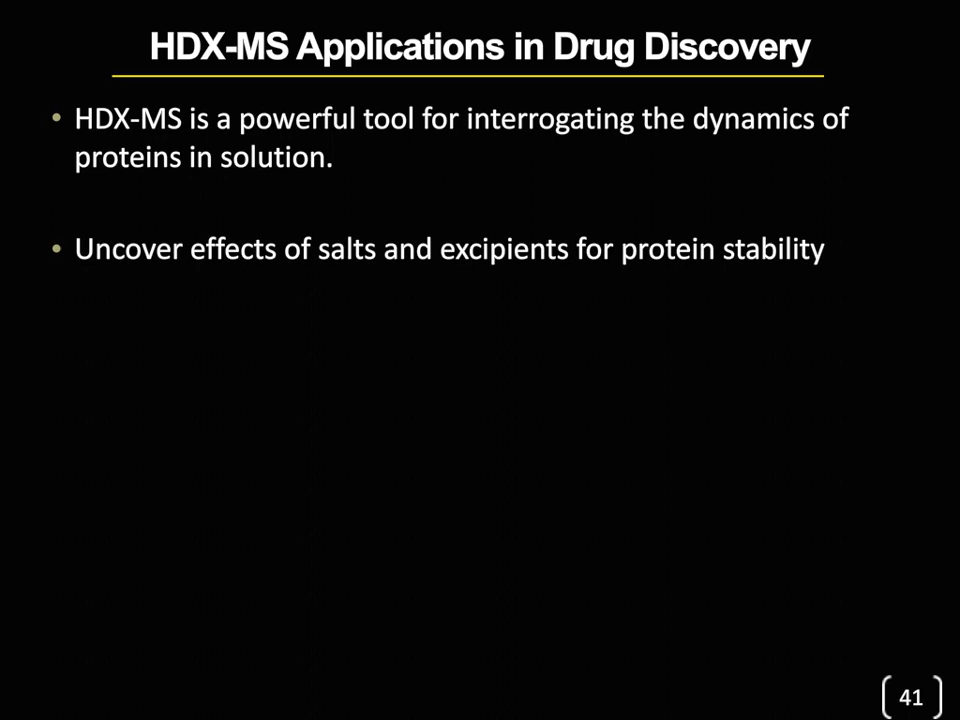 HDX-MS Applications in Drug Discovery
• HDX-MS is a powerful tool for interrogating the dynamics of
proteins in solution.
• Uncover effects of salts and excipients for protein stability
41